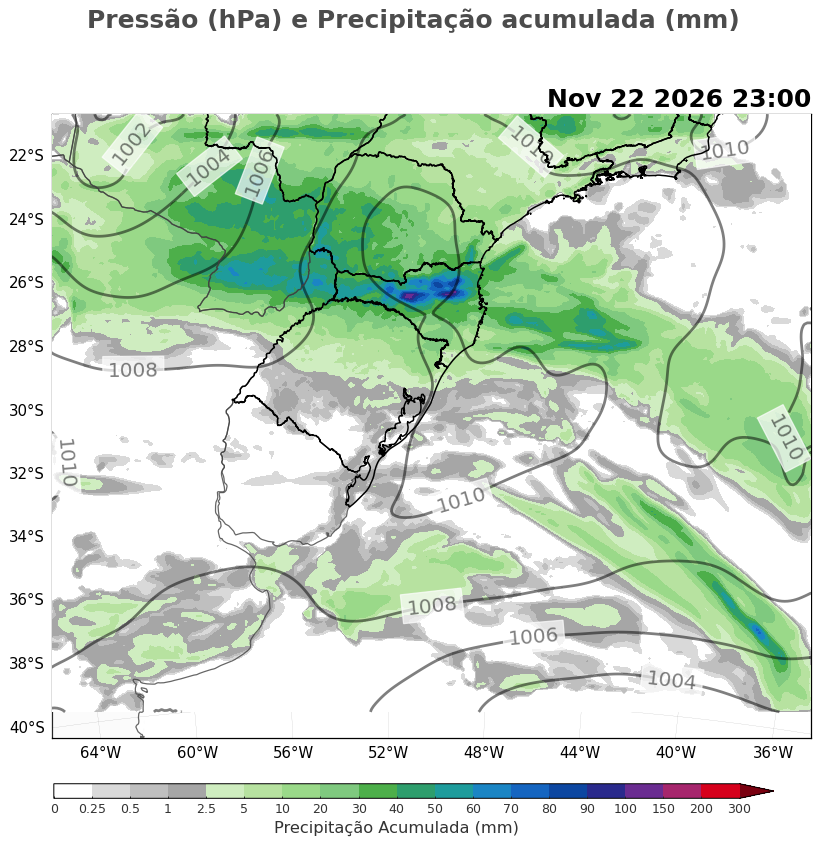 Pressão (hPa) e Precipitação acumulada (mm)
Nov 22 2026 23:00
1002
1004
1006
1010
1010
22°S
24°S
26°S
28°S
1008
30°S
1010
1010
32°S
1010
34°S
36°S
1008
1006
38°S
1004
40°S
64°W 60°W 56°W 52°W 48°W 44°W 40°W 36°W
0 0.25 0.5 1 2.5 5 10 20 30 40 50 60 70 80 90 100 150 200 300
Precipitação Acumulada (mm)